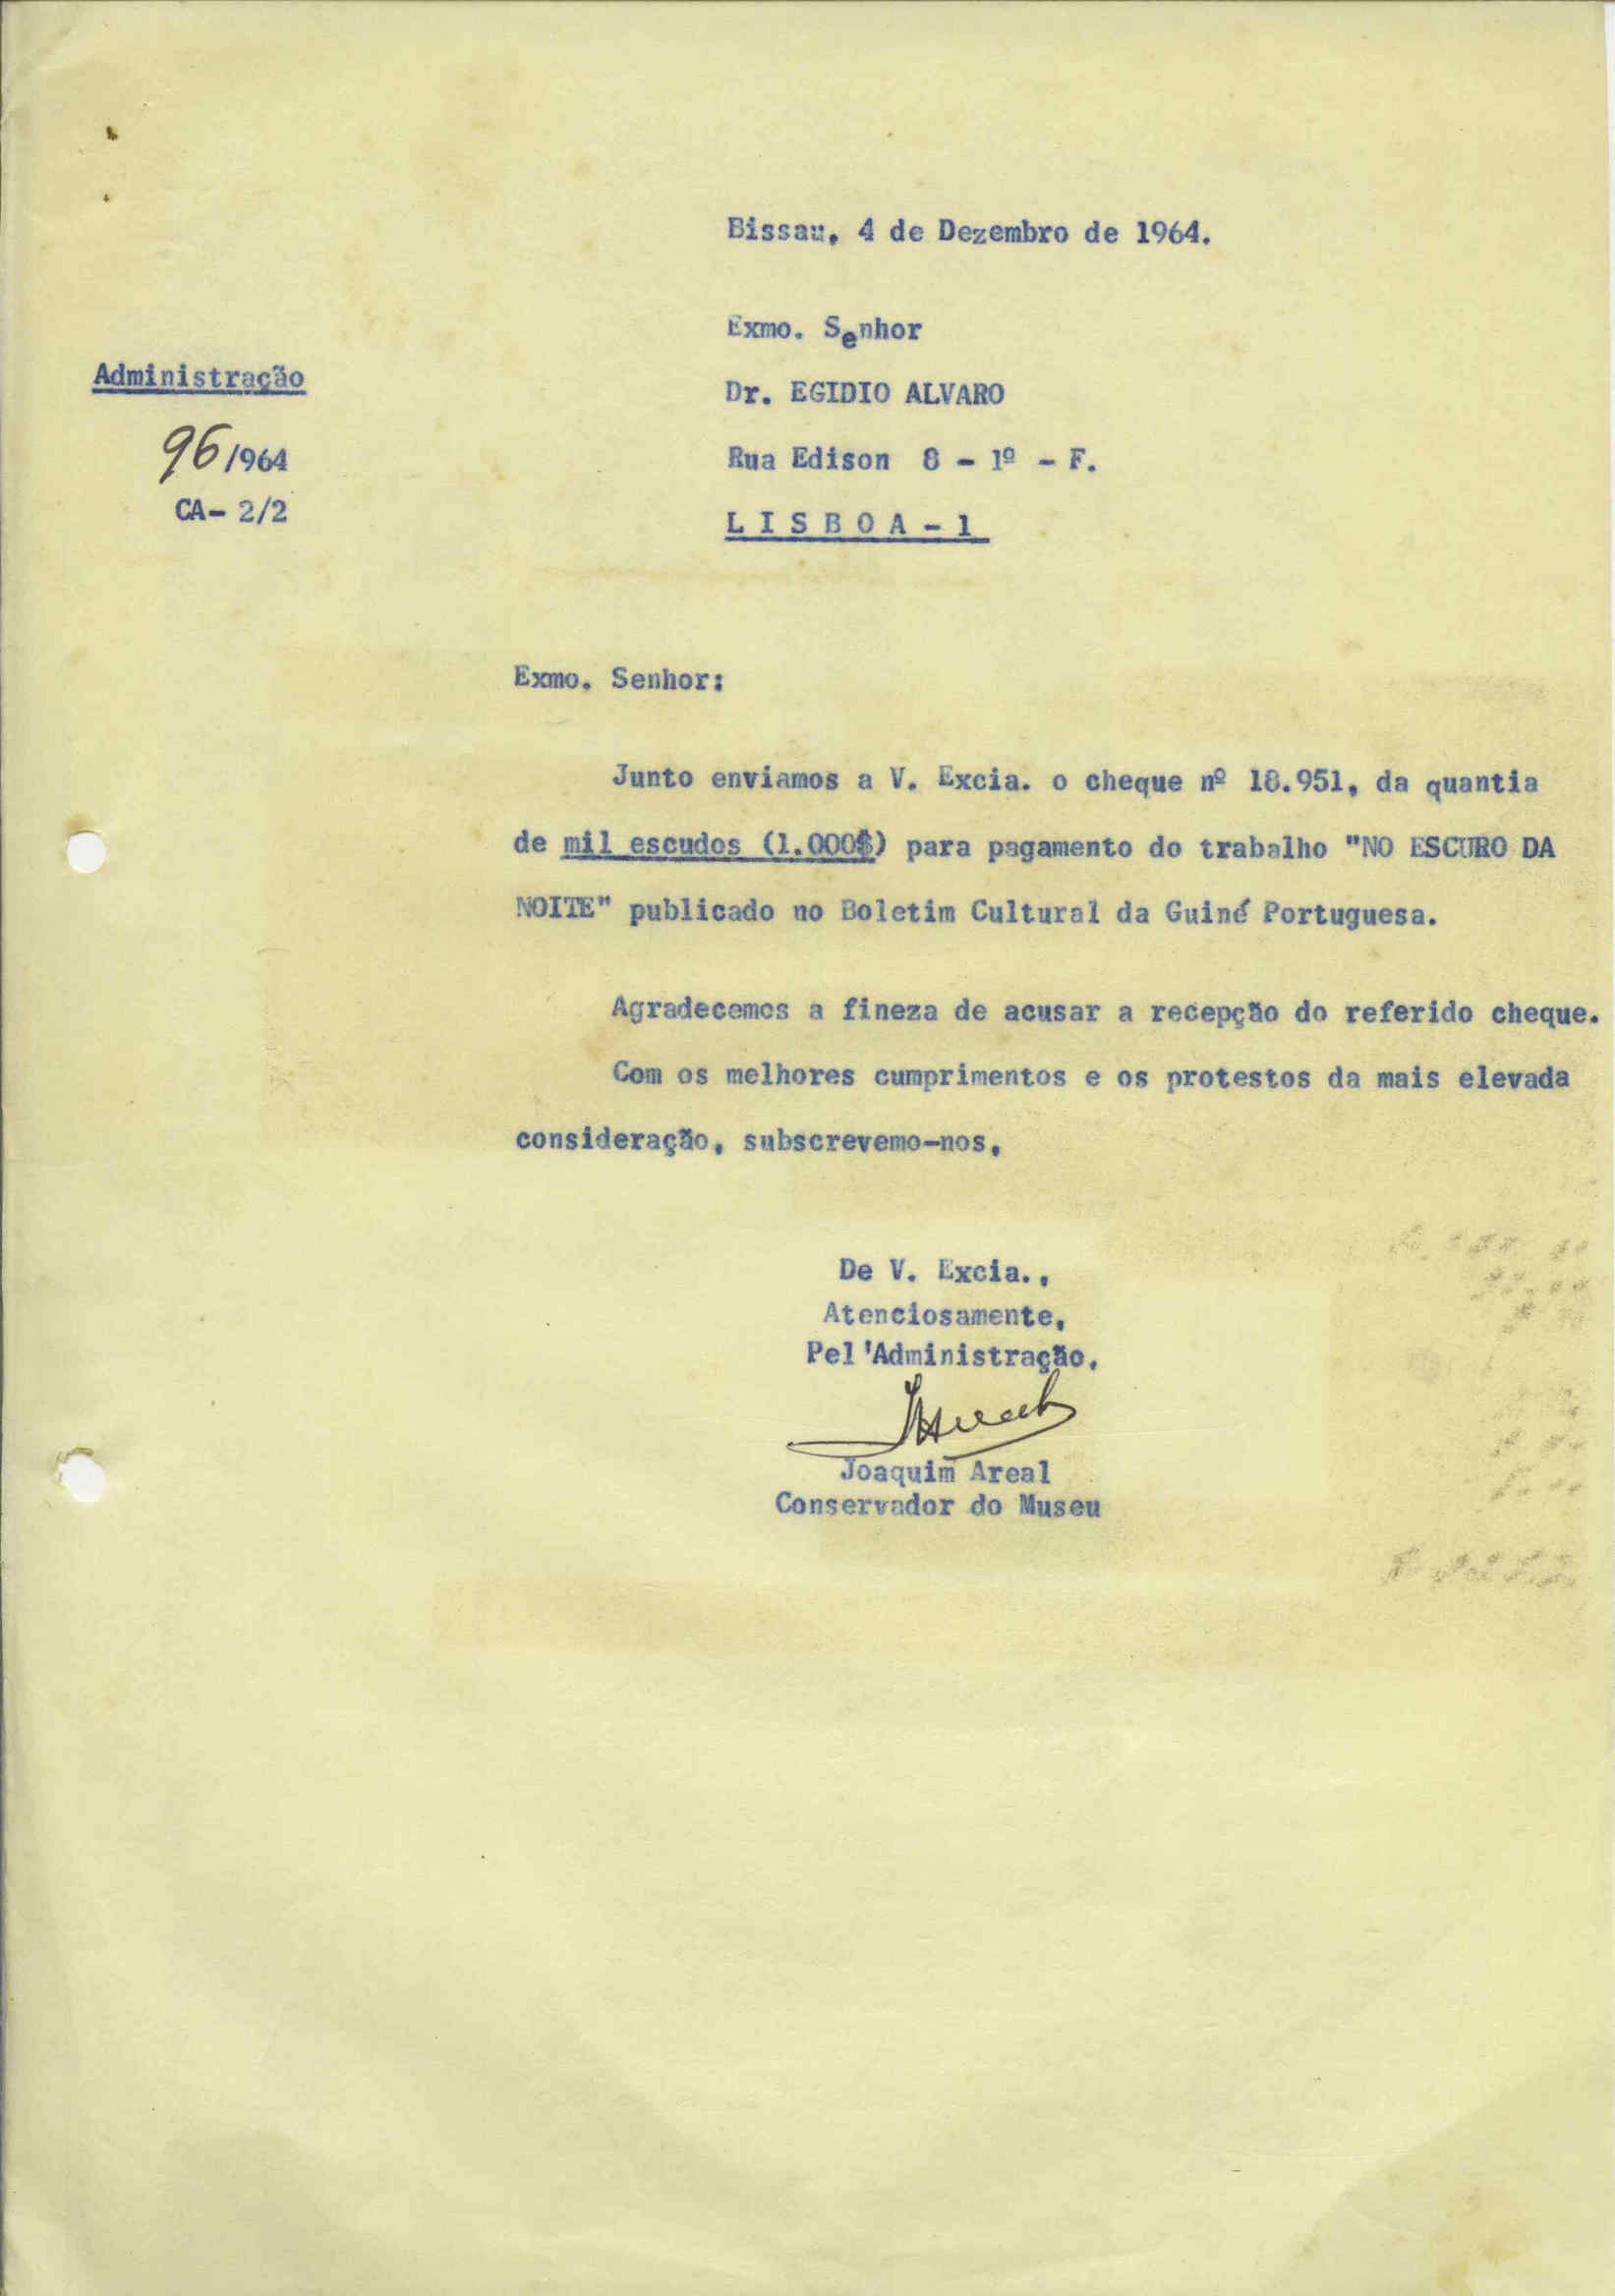 Bissau, 4 de Dezembro de 1964.
Exmo. Senhor
Administração
Dr. EGIDIO ALVARO
96/964
Rua Edison 8 - 1º - F.
CA- 2/2
LISBOA-1
Exmo. Senhor:
Junto enviamos a V. Excia. o cheque nº 18.951, da quantia
de mil escudos (1.000$) para pagamento do trabalho "NO ESCURO DA
NOITE" publicado no Boletim Cultural da Guiné Portuguesa.
Agradecemos a fineza de acusar a recepção do referido cheque.
Com os melhores cumprimentos e os protestos da mais elevada
consideração, subscrevemo-nos,
De V. Excia.,
Atenciosamente,
Pel'Administração,
Joaquim Areal
Conservador do Museu